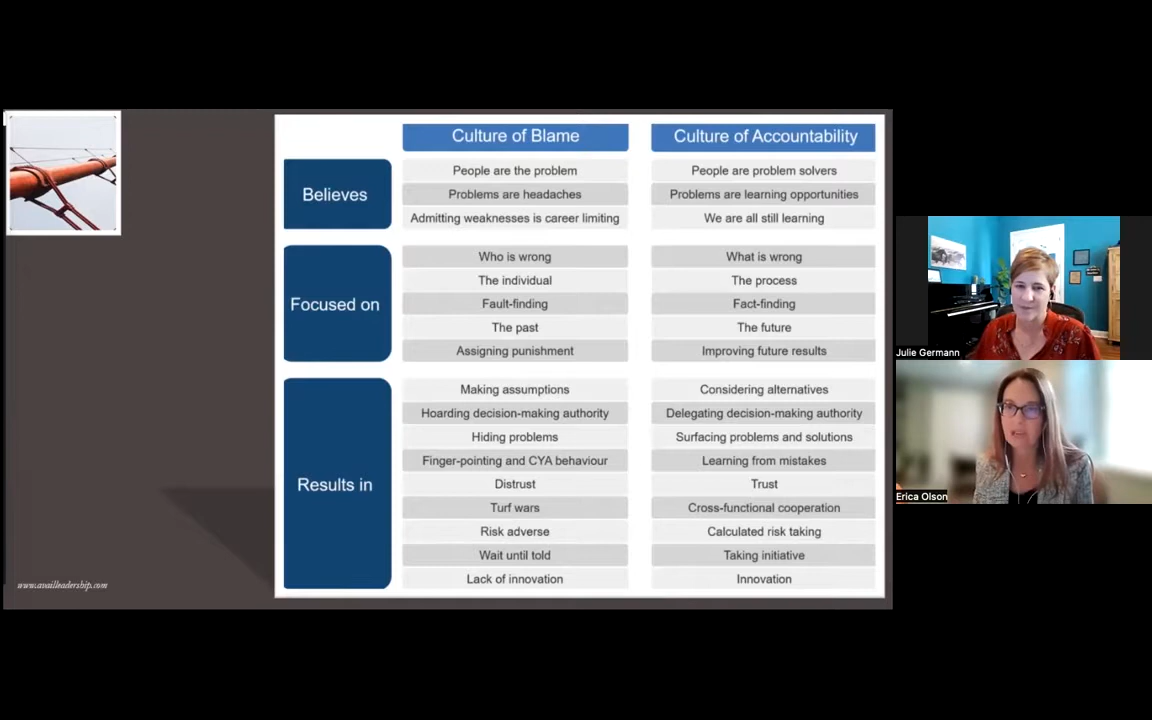 Culture of Blame
Culture of Accountability
Believes
People are the problem
People are problem solvers
Problems are headaches
Problems are learning opportunities
Admitting weaknesses is career limiting
We are all still learning
Focused on
Who is wrong
What is wrong
The individual
The process
Fault-finding
Fact-finding
The past
The future
Assigning punishment
Improving future results
Results in
Making assumptions
Considering alternatives
Hoarding decision-making authority
Delegating decision-making authority
Hiding problems
Surfacing problems and solutions
Finger-pointing and CYA behaviour
Learning from mistakes
Distrust
Trust
Turf wars
Cross-functional cooperation
Risk adverse
Calculated risk taking
Wait until told
Taking initiative
Lack of innovation
Innovation
www.availleadership.com
Julie Germann
Erica Olson